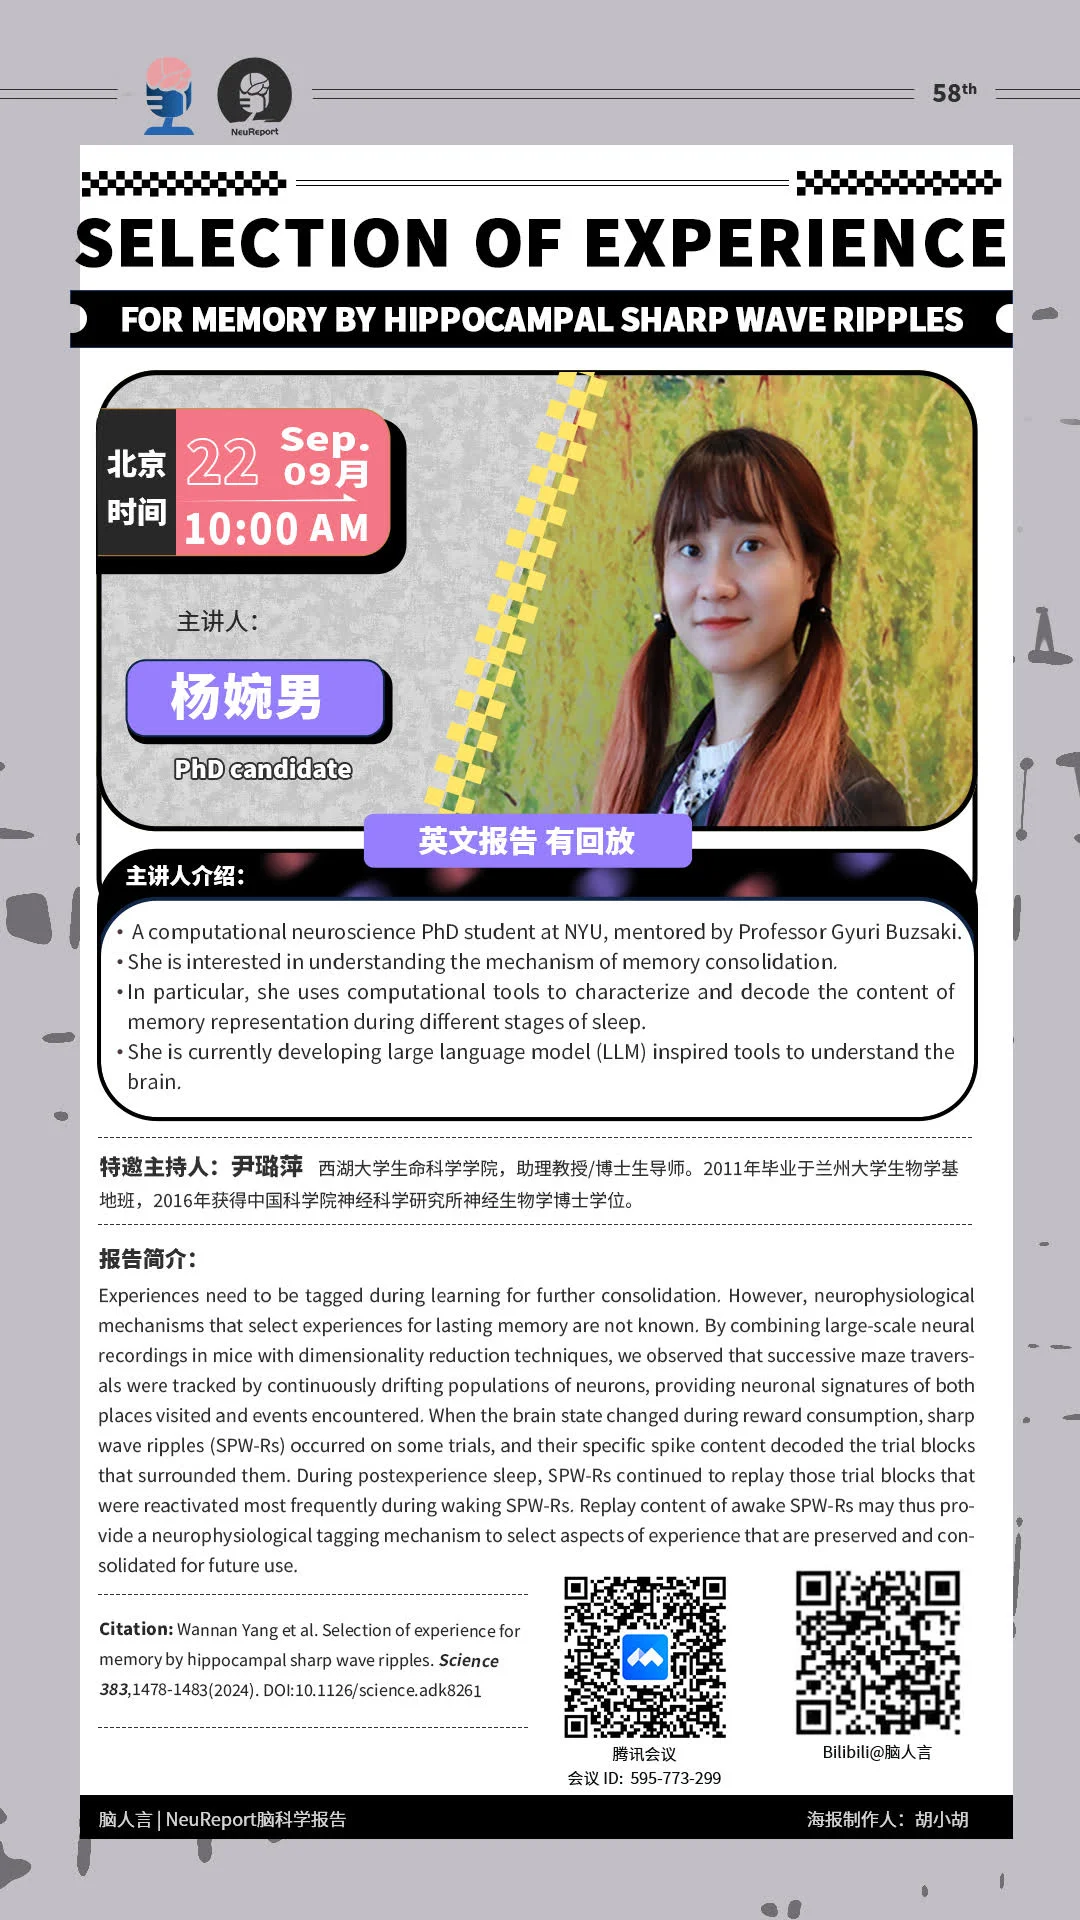 NeuReport
58th
SELECTION OF EXPERIENCE
FOR MEMORY BY HIPPOCAMPAL SHARP WAVE RIPPLES
北京
时间
22
Sep.
09月
10:00 AM
主讲人：
杨婉男
PhD candidate
英文报告 有回放
主讲人介绍：
• A computational neuroscience PhD student at NYU, mentored by Professor Gyuri Buzsaki.
• She is interested in understanding the mechanism of memory consolidation.
• In particular, she uses computational tools to characterize and decode the content of
memory representation during different stages of sleep.
• She is currently developing large language model (LLM) inspired tools to understand the
brain.
特邀主持人：尹璐萍 西湖大学生命科学学院，助理教授/博士生导师。2011年毕业于兰州大学生物学基
地班，2016年获得中国科学院神经科学研究所神经生物学博士学位。
报告简介：
Experiences need to be tagged during learning for further consolidation. However, neurophysiological
mechanisms that select experiences for lasting memory are not known. By combining large-scale neural
recordings in mice with dimensionality reduction techniques, we observed that successive maze travers-
als were tracked by continuously drifting populations of neurons, providing neuronal signatures of both
places visited and events encountered. When the brain state changed during reward consumption, sharp
wave ripples (SPW-Rs) occurred on some trials, and their specific spike content decoded the trial blocks
that surrounded them. During postexperience sleep, SPW-Rs continued to replay those trial blocks that
were reactivated most frequently during waking SPW-Rs. Replay content of awake SPW-Rs may thus pro-
vide a neurophysiological tagging mechanism to select aspects of experience that are preserved and con-
solidated for future use.
Citation: Wannan Yang et al. Selection of experience for
memory by hippocampal sharp wave ripples. Science
383,1478-1483(2024). DOI:10.1126/science.adk8261
腾讯会议
会议 ID: 595-773-299
Bilibili@脑人言
脑人言 | NeuReport脑科学报告
海报制作人：胡小胡